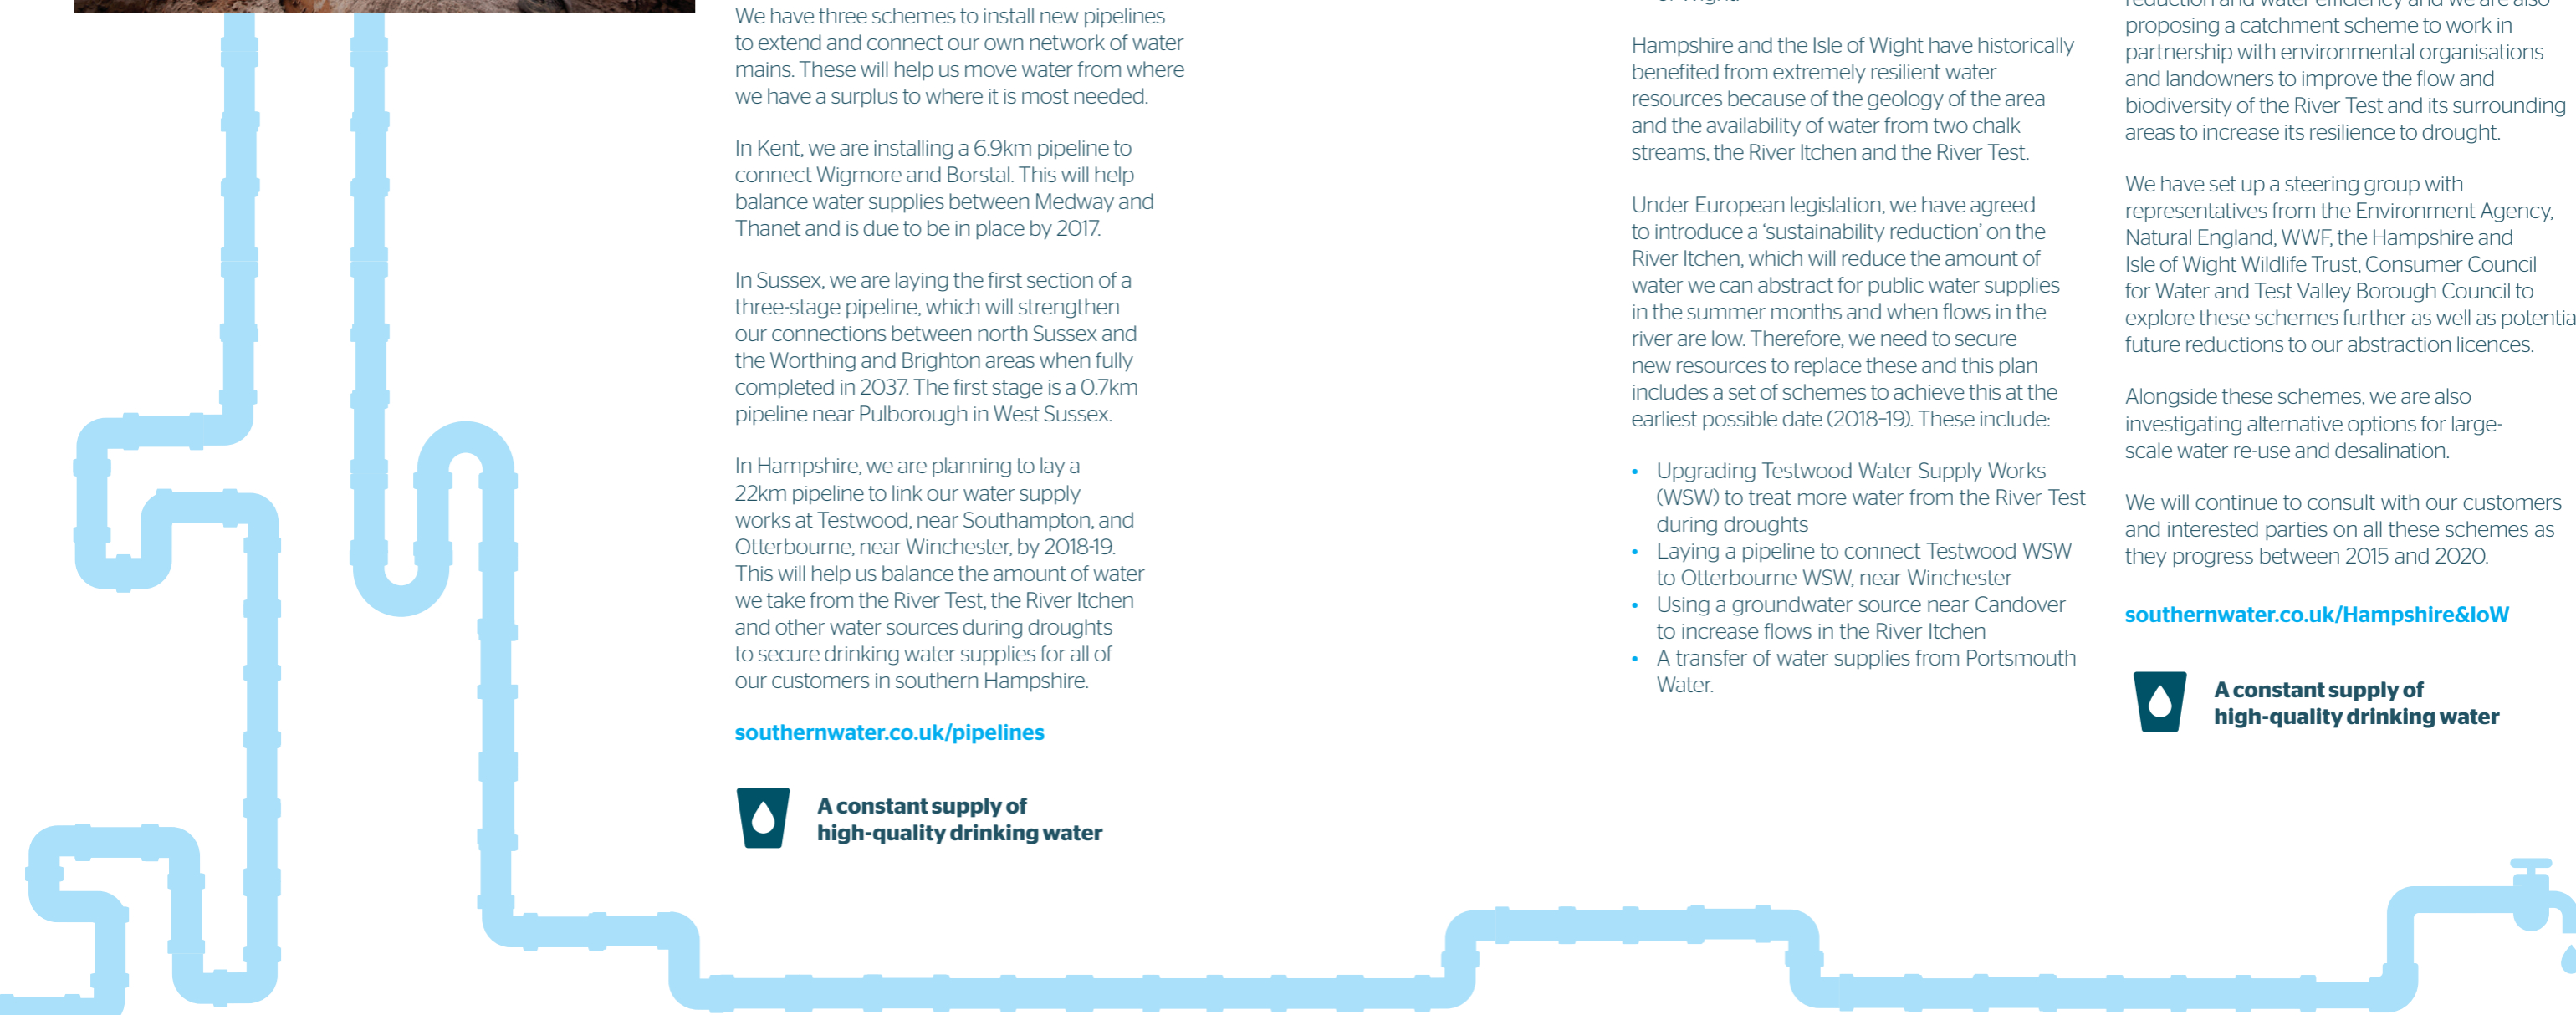 We have three schemes to install new pipelines
to extend and connect our own network of water
mains. These will help us move water from where
we have a surplus to where it is most needed.
In Kent, we are installing a 6.9km pipeline to
connect Wigmore and Borstal. This will help
balance water supplies between Medway and
Thanet and is due to be in place by 2017.
In Sussex, we are laying the first section of a
three-stage pipeline, which will strengthen
our connections between north Sussex and
the Worthing and Brighton areas when fully
completed in 2037. The first stage is a 0.7km
pipeline near Pulborough in West Sussex.
In Hampshire, we are planning to lay a
22km pipeline to link our water supply
works at Testwood, near Southampton, and
Otterbourne, near Winchester, by 2018-19.
This will help us balance the amount of water
we take from the River Test, the River Itchen
and other water sources during droughts
to secure drinking water supplies for all of
our customers in southern Hampshire.
southernwater.co.uk/pipelines
A constant supply of
high-quality drinking water
Hampshire and the Isle of Wight have historically
benefited from extremely resilient water
resources because of the geology of the area
and the availability of water from two chalk
streams, the River Itchen and the River Test.
Under European legislation, we have agreed
to introduce a ‘sustainability reduction’ on the
River Itchen, which will reduce the amount of
water we can abstract for public water supplies
in the summer months and when flows in the
river are low. Therefore, we need to secure
new resources to replace these and this plan
includes a set of schemes to achieve this at the
earliest possible date (2018–19). These include:
• Upgrading Testwood Water Supply Works
(WSW) to treat more water from the River Test
during droughts
• Laying a pipeline to connect Testwood WSW
to Otterbourne WSW, near Winchester
• Using a groundwater source near Candover
to increase flows in the River Itchen
• A transfer of water supplies from Portsmouth
Water.
reduction and water efficiency and we are also
proposing a catchment scheme to work in
partnership with environmental organisations
and landowners to improve the flow and
biodiversity of the River Test and its surrounding
areas to increase its resilience to drought.
We have set up a steering group with
representatives from the Environment Agency,
Natural England, WWF, the Hampshire and
Isle of Wight Wildlife Trust, Consumer Council
for Water and Test Valley Borough Council to
explore these schemes further as well as potentia
future reductions to our abstraction licences.
Alongside these schemes, we are also
investigating alternative options for large-
scale water re-use and desalination.
We will continue to consult with our customers
and interested parties on all these schemes as
they progress between 2015 and 2020.
southernwater.co.uk/Hampshire&IoW
A constant supply of
high-quality drinking water